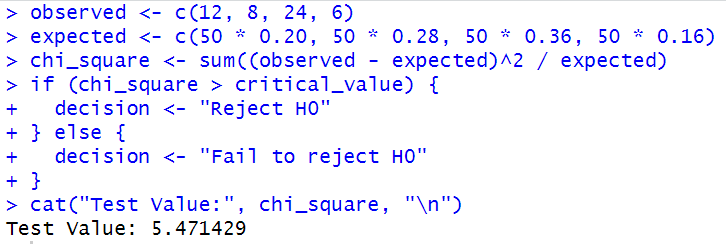 > observed <- c(12, 8, 24, 6)
> expected <- c(50 * 0.20, 50 * 0.28, 50 * 0.36, 50 * 0.16)
> chi_square <- sum((observed - expected)^2 / expected)
> if (chi_square > critical_value) {
+   decision <- "Reject H0"
+ } else {
+   decision <- "Fail to reject H0"
+ }
> cat("Test Value:", chi_square, "\n")
Test Value: 5.471429